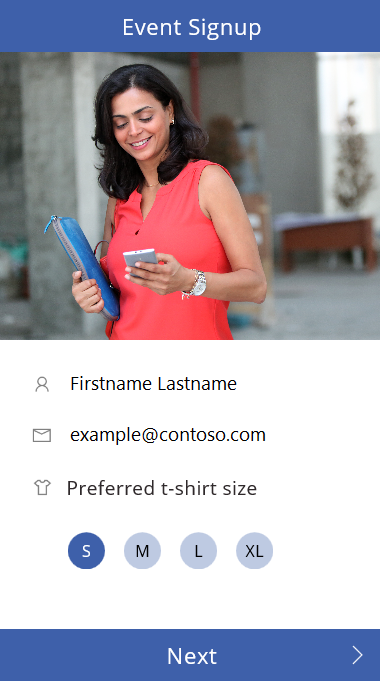 Event Signup
Firstname Lastname
example@contoso.com
Preferred t-shirt size
S M L XL
Next